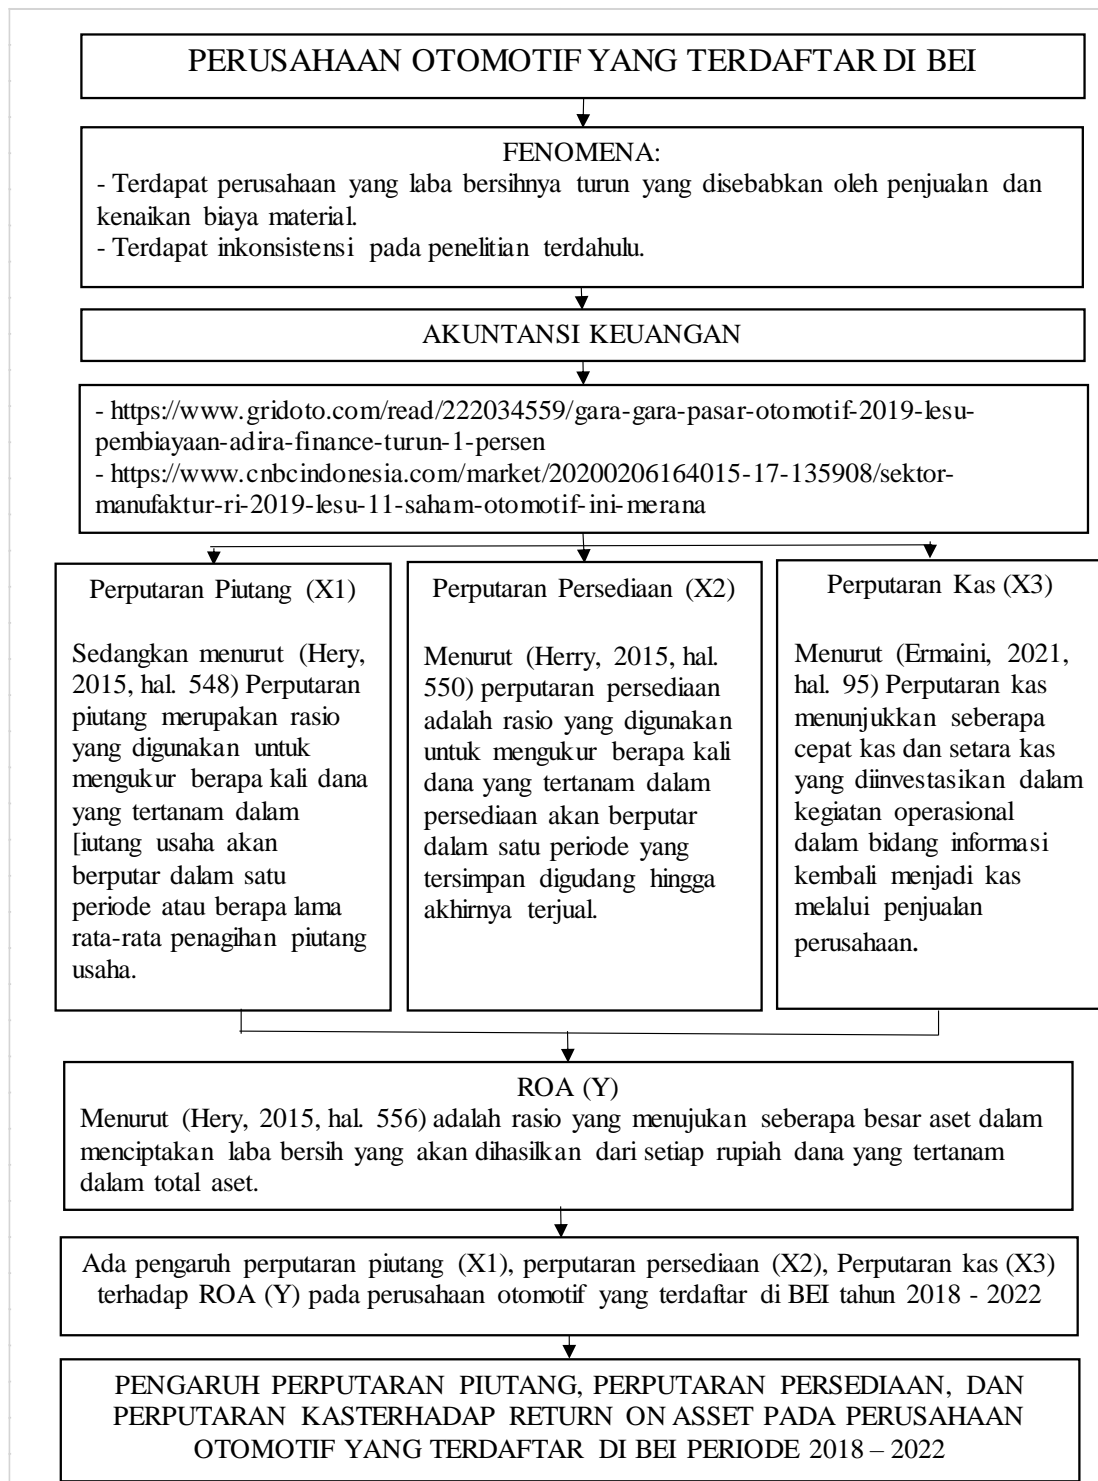 PERUSAHAAN OTOMOTIF YANG TERDAFTAR DI BEI
FENOMENA:
- Terdapat perusahaan yang laba bersihnya turun yang disebabkan oleh penjualan dan
kenaikan biaya material.
- Terdapat inkonsistensi pada penelitian terdahulu.
AKUNTANSI KEUANGAN
- https://www.gridoto.com/read/222034559/gara-gara-pasar-otomotif-2019-lesu-
pembiayaan-adira-finance-turun-1-persen
- https://www.cnbcindonesia.com/market/20200206164015-17-135908/sektor-
manufaktur-ri-2019-lesu-11-saham-otomotif-ini-merana
Perputaran Piutang (X1)
Sedangkan menurut (Hery,
2015, hal. 548) Perputaran
piutang merupakan rasio
yang digunakan untuk
mengukur berapa kali dana
yang tertanam dalam
[iutang usaha akan
berputar dalam satu
periode atau berapa lama
rata-rata penagihan piutang
usaha.
Perputaran Persediaan (X2)
Menurut (Herry, 2015, hal.
550) perputaran persediaan
adalah rasio yang digunakan
untuk mengukur berapa kali
dana yang tertanam dalam
persediaan akan berputar
dalam satu periode yang
tersimpan digudang hingga
akhirnya terjual.
Perputaran Kas (X3)
Menurut (Ermaini, 2021,
hal. 95) Perputaran kas
menunjukkan seberapa
cepat kas dan setara kas
yang diinvestasikan dalam
kegiatan operasional
dalam bidang informasi
kembali menjadi kas
melalui penjualan
perusahaan.
ROA (Y)
Menurut (Hery, 2015, hal. 556) adalah rasio yang menujukan seberapa besar aset dalam
menciptakan laba bersih yang akan dihasilkan dari setiap rupiah dana yang tertanam
dalam total aset.
Ada pengaruh perputaran piutang (X1), perputaran persediaan (X2), Perputaran kas (X3)
terhadap ROA (Y) pada perusahaan otomotif yang terdaftar di BEI tahun 2018 - 2022
PENGARUH PERPUTARAN PIUTANG, PERPUTARAN PERSEDIAAN, DAN
PERPUTARAN KASTERHADAP RETURN ON ASSET PADA PERUSAHAAN
OTOMOTIF YANG TERDAFTAR DI BEI PERIODE 2018 – 2022